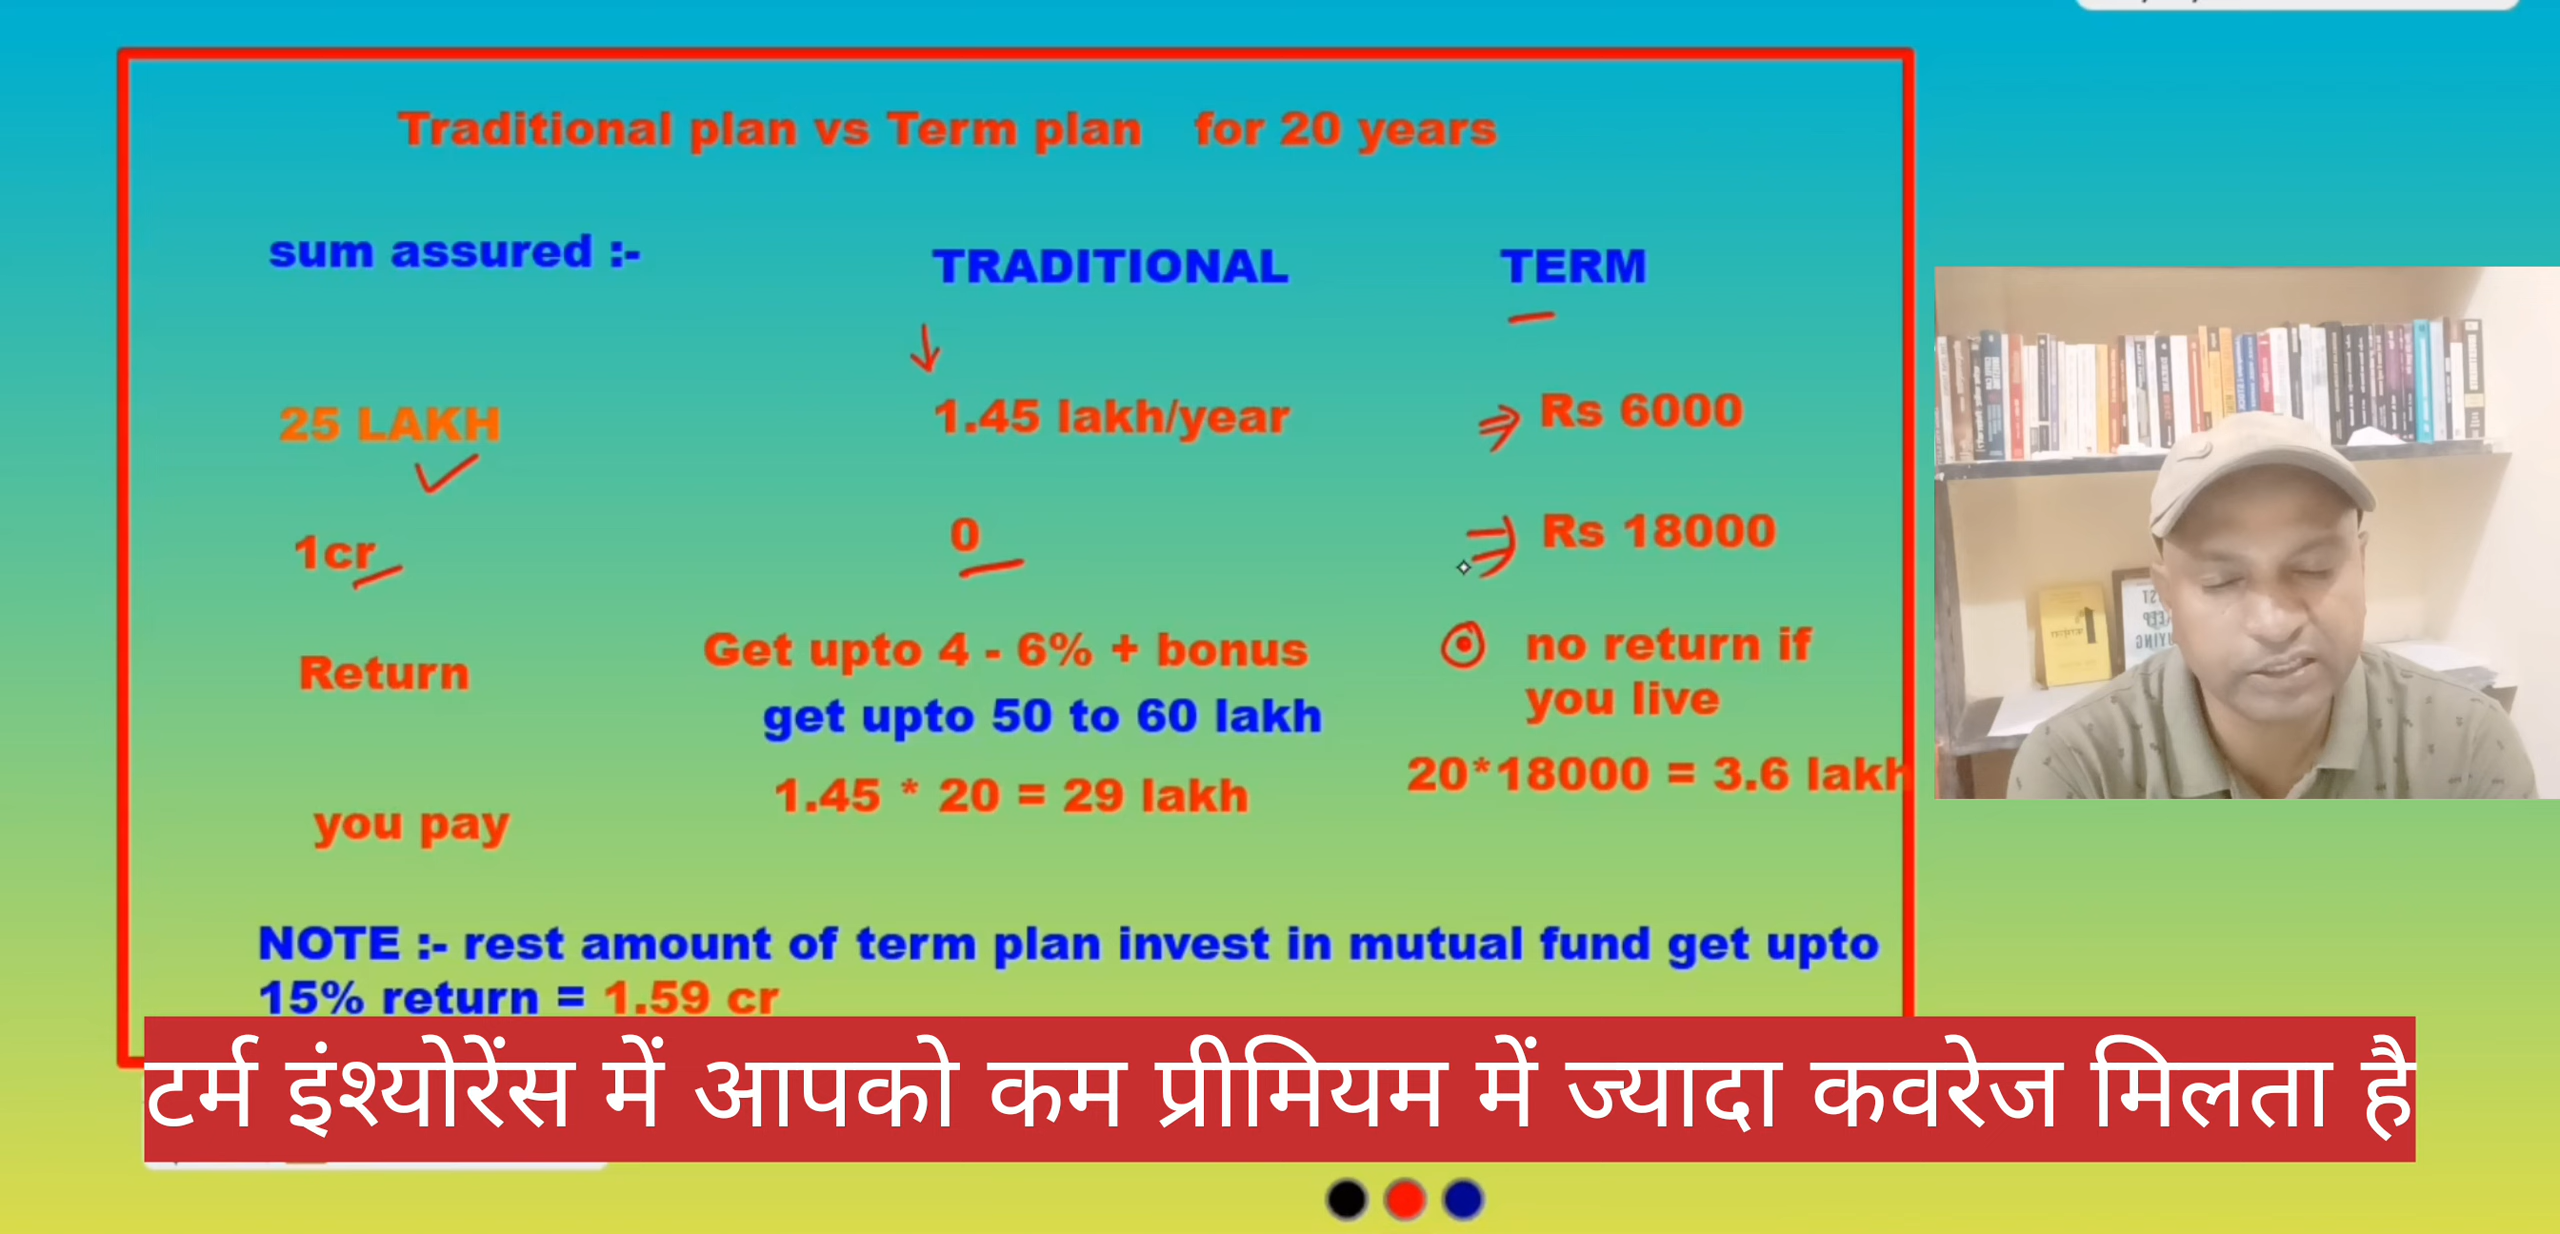 Traditional plan vs Term plan for 20 years
sum assured :- TRADITIONAL TERM
25 LAKH 1.45 lakh/year Rs 6000
1cr 0 Rs 18000
Return Get upto 4 - 6% + bonus no return if
get upto 50 to 60 lakh you live
you pay 1.45 * 20 = 29 lakh 20*18000 = 3.6 lakh
NOTE :- rest amount of term plan invest in mutual fund get upto
15% return = 1.59 cr
टर्म इंश्योरेंस में आपको कम प्रीमियम में ज्यादा कवरेज मिलता है